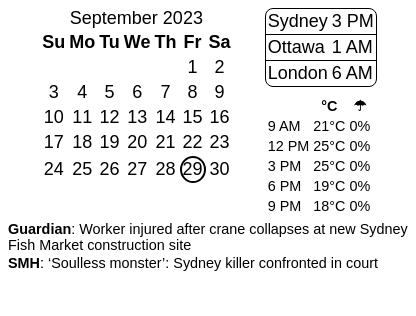 September 2023
Su Mo Tu We Th Fr Sa
1 2
3 4 5 6 7 8 9
10 11 12 13 14 15 16
17 18 19 20 21 22 23
24 25 26 27 28 29 30
Sydney 3 PM
Ottawa 1 AM
London 6 AM
°C ☂
9 AM 21°C 0%
12 PM 25°C 0%
3 PM 25°C 0%
6 PM 19°C 0%
9 PM 18°C 0%
Guardian: Worker injured after crane collapses at new Sydney
Fish Market construction site
SMH: ‘Soulless monster’: Sydney killer confronted in court